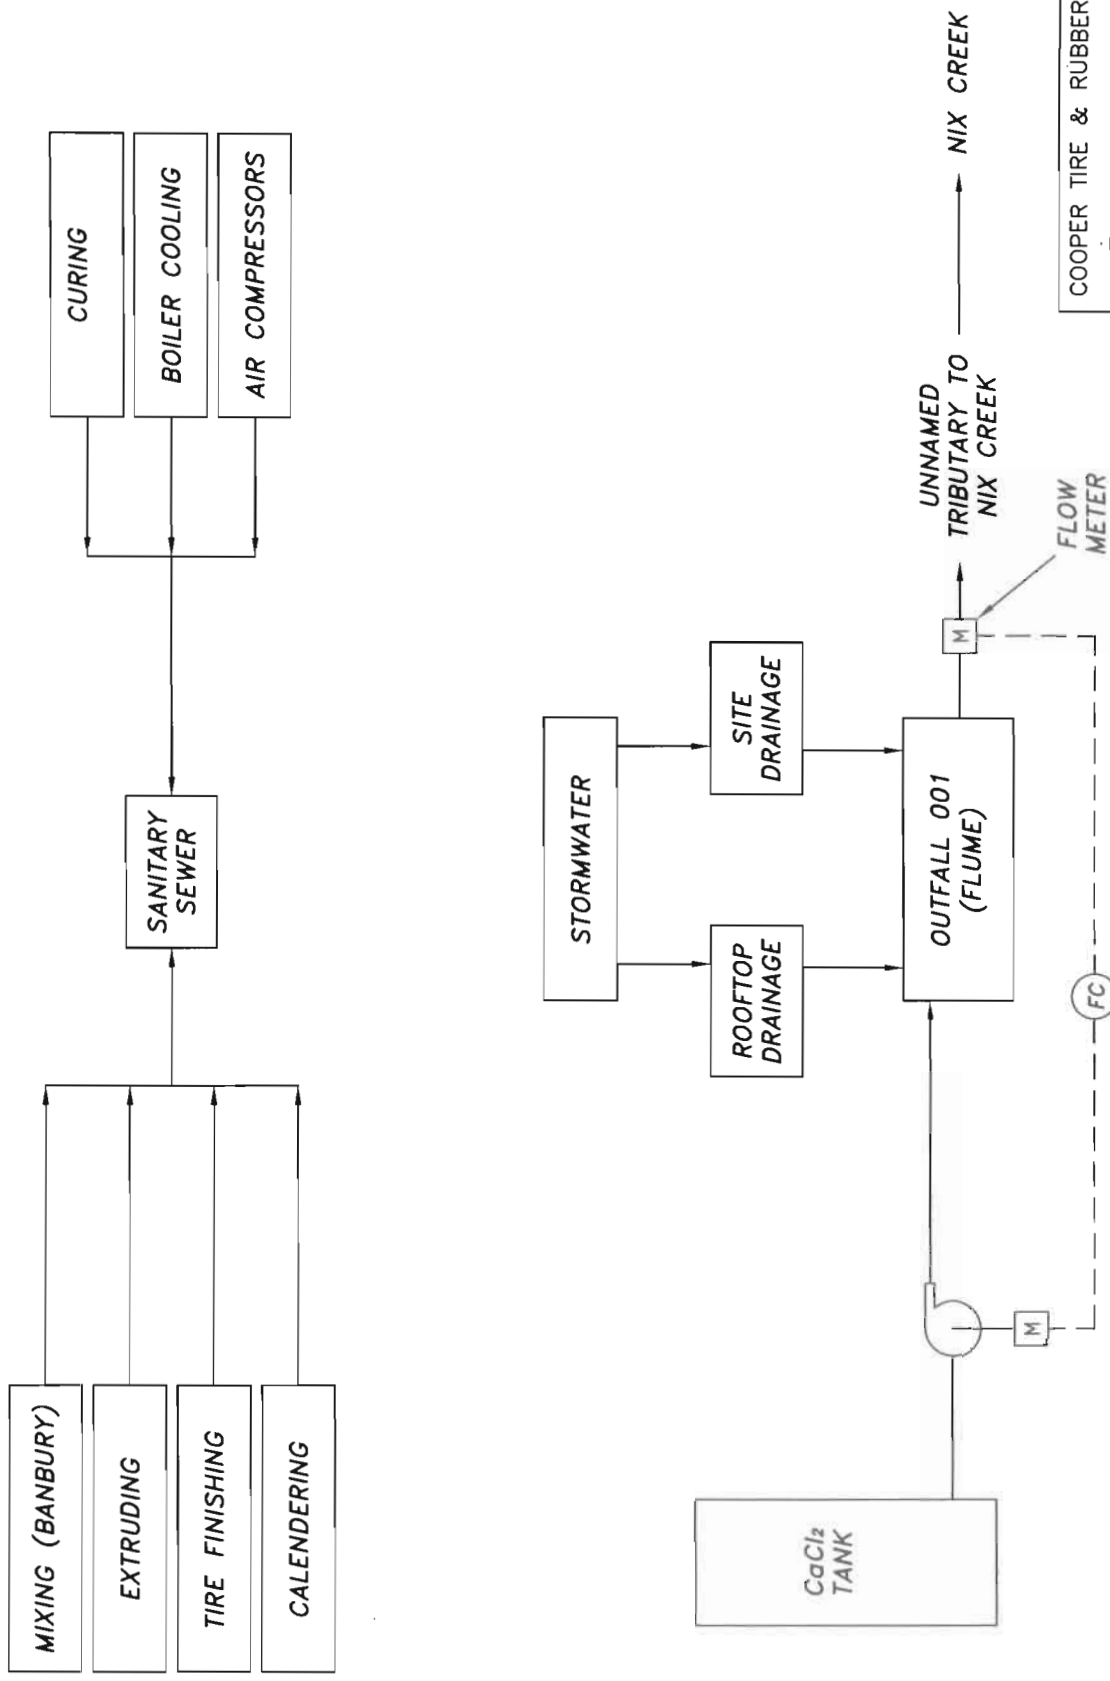 MIXING (BANBURY)
EXTRUDING
TIRE FINISHING
CALENDERING
SANITARY
SEWER
CURING
BOILER COOLING
AIR COMPRESSORS
STORMWATER
ROOFTOP
DRAINAGE
SITE
DRAINAGE
CaCl₂
TANK
M
OUTFALL 001
(FLUME)
M
FC
FLOW
METER
UNNAMED
TRIBUTARY TO
NIX CREEK
NIX CREEK
COOPER TIRE & RUBBER